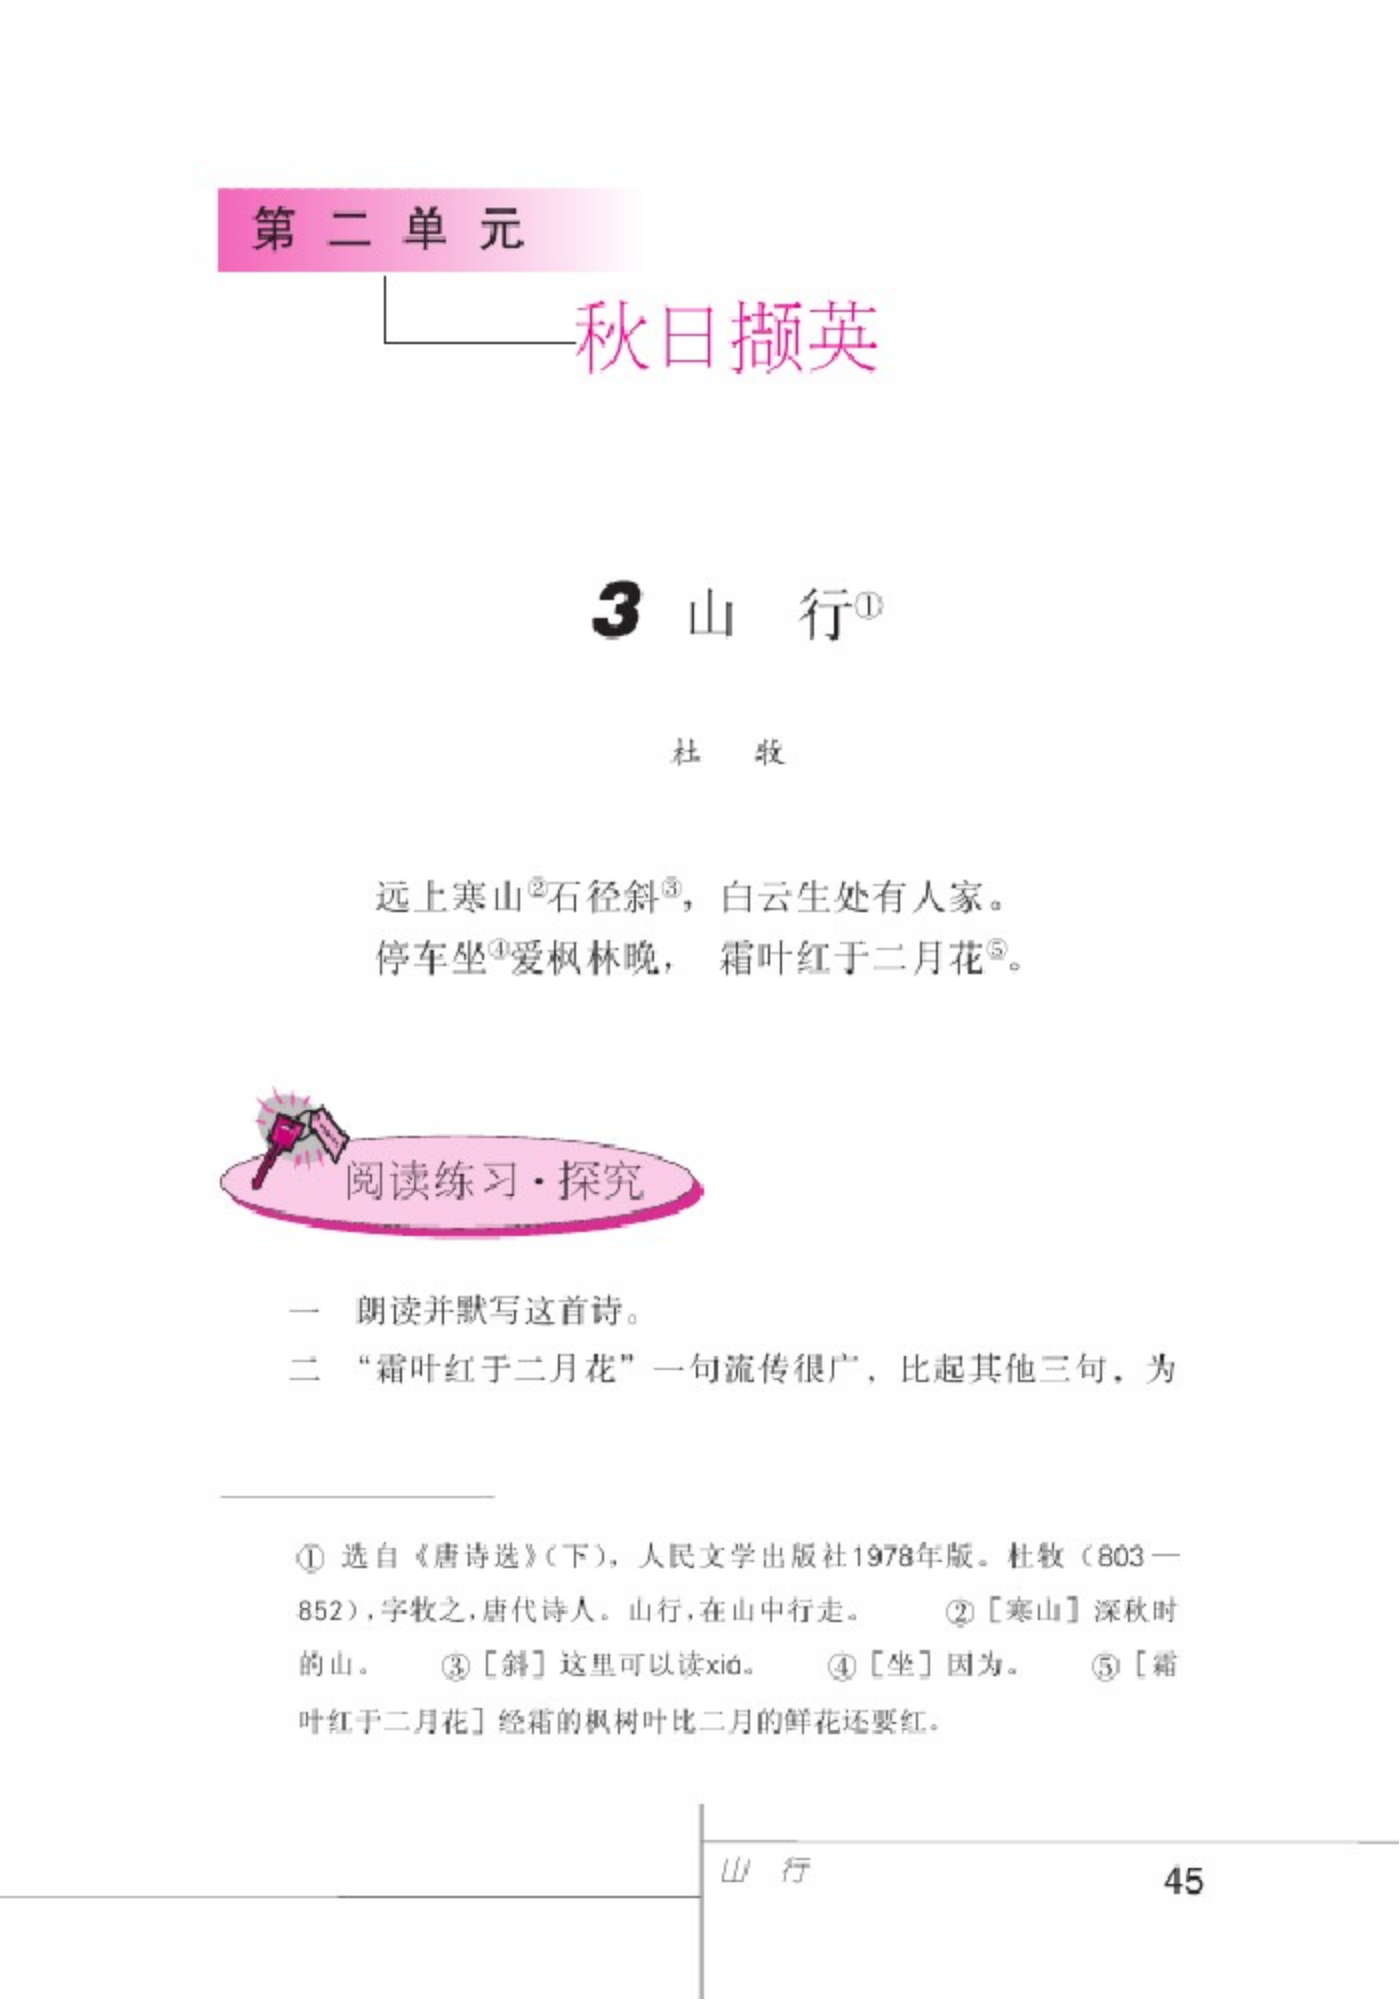 第二单元
秋日撷英
3 山 行①
杜 牧
远上寒山②石径斜③，白云生处有人家。
停车坐④爱枫林晚， 霜叶红于二月花⑤。
阅读练习·探究
一 朗读并默写这首诗。
二 “霜叶红于二月花”一句流传很广，比起其他三句，为
① 选自《唐诗选》（下），人民文学出版社1978年版。杜牧（803—
852），字牧之，唐代诗人。山行，在山中行走。 ②［寒山］深秋时
的山。 ③［斜］这里可以读xiá。 ④［坐］因为。 ⑤［霜
叶红于二月花］经霜的枫树叶比二月的鲜花还要红。
山 行
45